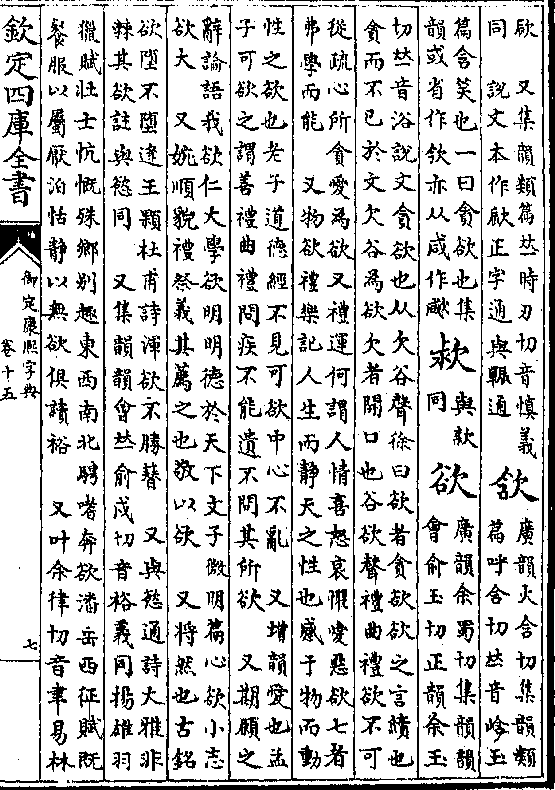 㰮 又集韻類篇𠀤時刃切音愼義
同 說文本作㰮正字通與䡅通
欱
廣韻火含切集韻類
篇呼含切𠀤音峆玉
篇含笑也一曰貪欲也集
韻或省作欱亦从咸作㰹
與欶
同
欲
廣韻余蜀切集韻韻
會俞玉切正韻余玉
切𠀤音浴說文貪欲也从欠谷聲徐曰欲者貪欲欲之言續也
貪而不已於文欠谷為欲欠者開口也谷欲聲禮曲禮欲不可
從疏心所貪愛為欲又禮運何謂人情喜怒哀懼愛惡欲七者
弗學而能 又物欲禮樂記人生而靜天之性也感于物而動
性之欲也老子道德經不見可欲中心不亂 又增韻愛也孟
子可欲之謂善禮曲禮問疾不能遺不問其所欲 又期願之
辭論語我欲仁大學欲明明德於天下文子微明篇心欲小志
欲大 又婉順貌禮祭義其薦之也敬以欲 又將然也古銘
欲墮不墮逢王顆杜甫詩渾欲不勝簪 又與慾通詩大雅非
棘其欲註與慾同 又集韻韻會𠀤俞戍切音裕義同揚雄羽
獵賦壯士忼慨殊鄉别趣東西南北騁嗜奔欲潘岳西征賦既
餐服以屬厭泊恬靜以無欲俱讀裕 又叶余律切音聿易林
欽定四庫全書
御定康熙字典
卷十五
七